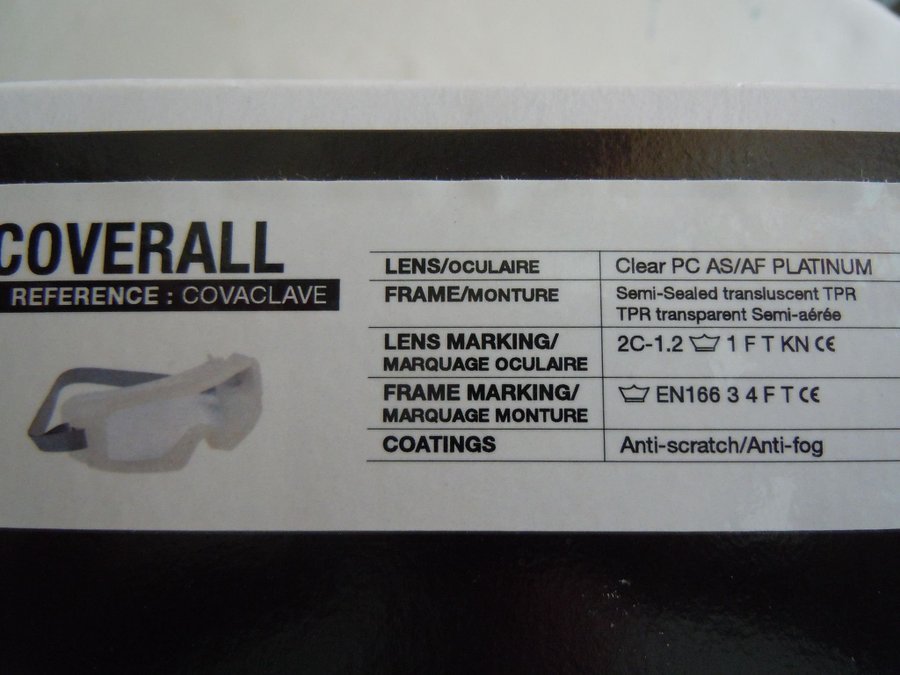 COVERALL
REFERENCE : COVACLAVE
LENS/OCULAIRE Clear PC AS/AF PLATINUM
FRAME/MONTURE Semi-Sealed transluscent TPR
TPR transparent Semi-aérée
LENS MARKING/ 2C-1.2 1 F T KN CE
MARQUAGE OCULAIRE
FRAME MARKING/ EN166 3 4 F T CE
MARQUAGE MONTURE
COATINGS Anti-scratch/Anti-fog